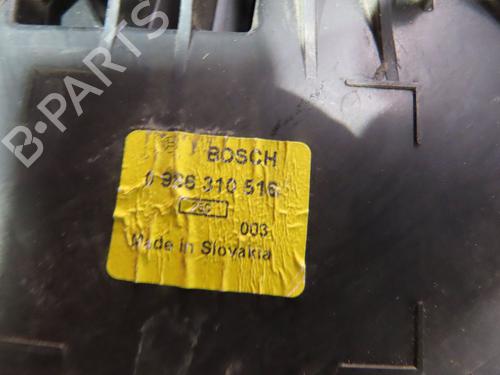 B-PARTS
BOSCH
0 986 310 516
003
Made in Slovakia